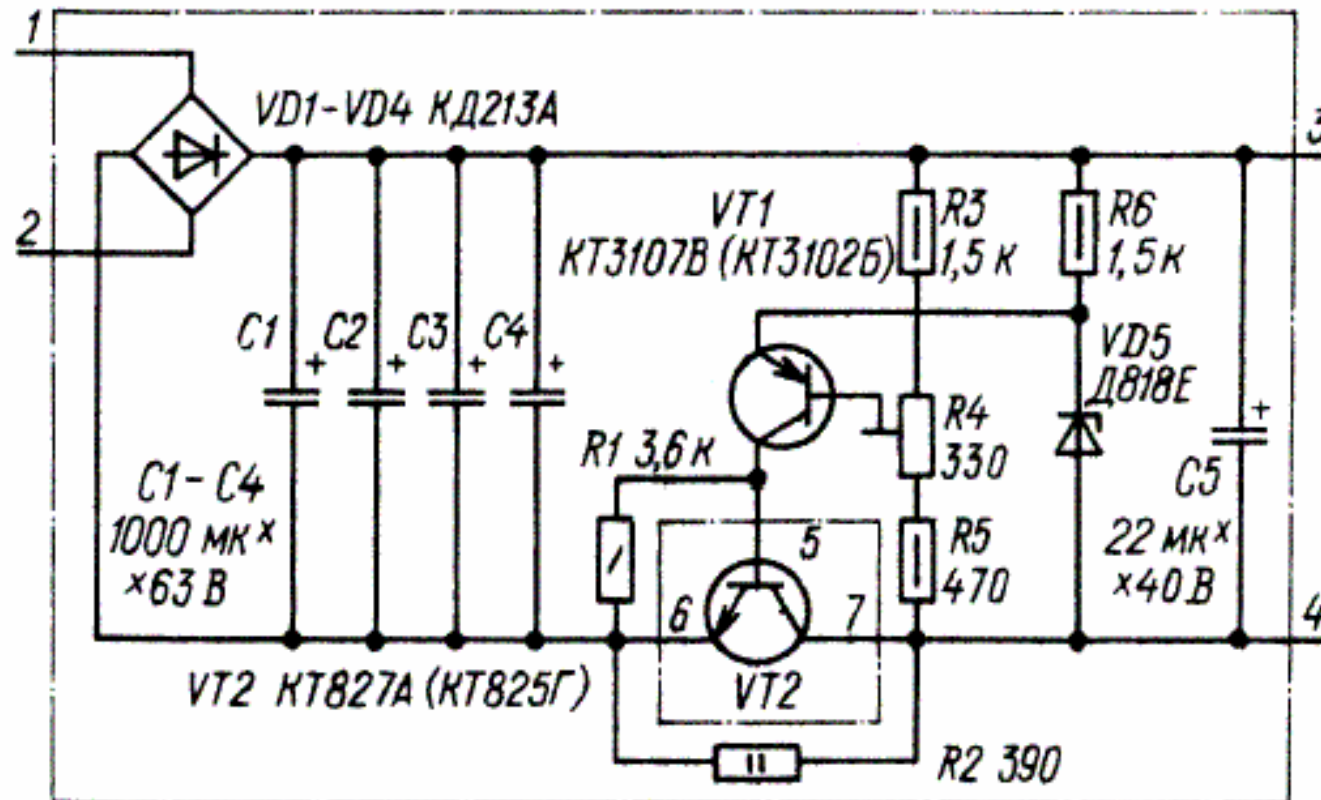 1
VD1-VD4 КД213А
3
2
VT1
КТ3107В (КТ3102Б)
R3
1,5 к
R6
1,5 к
C1
+
C2
+
C3
+
C4
+
VD5
Д818Е
R4
330
+
C5
22 мк×
×40 В
R1 3,6 к
C1-C4
1000 мк×
×63 В
5
R5
470
6
7
4
VT2 КТ827А (КТ825Г)
VT2
R2 390